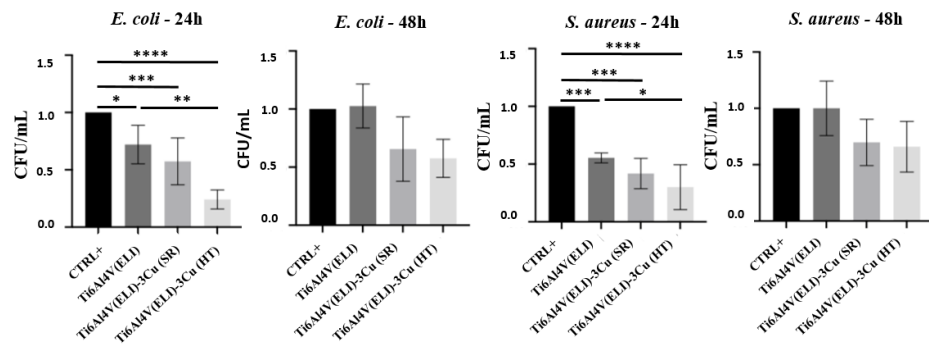 E. coli - 24h
1.5
****
***
* **
1.0
0.5
0.0
CFU/mL
CTRL+
Ti6Al4V(ELI)
Ti6Al4V(ELI)-3Cu (SR)
Ti6Al4V(ELI)-3Cu (HT)
E. coli - 48h
1.5
1.0
0.5
0.0
CFU/mL
CTRL+
Ti6Al4V(ELI)
Ti6Al4V(ELI)-3Cu (SR)
Ti6Al4V(ELI)-3Cu (HT)
S. aureus - 24h
1.5
****
***
*** *
1.0
0.5
0.0
CFU/mL
CTRL+
Ti6Al4V(ELI)
Ti6Al4V(ELI)-3Cu (SR)
Ti6Al4V(ELI)-3Cu (HT)
S. aureus - 48h
1.5
1.0
0.5
0.0
CFU/mL
CTRL+
Ti6Al4V(ELI)
Ti6Al4V(ELI)-3Cu (SR)
Ti6Al4V(ELI)-3Cu (HT)